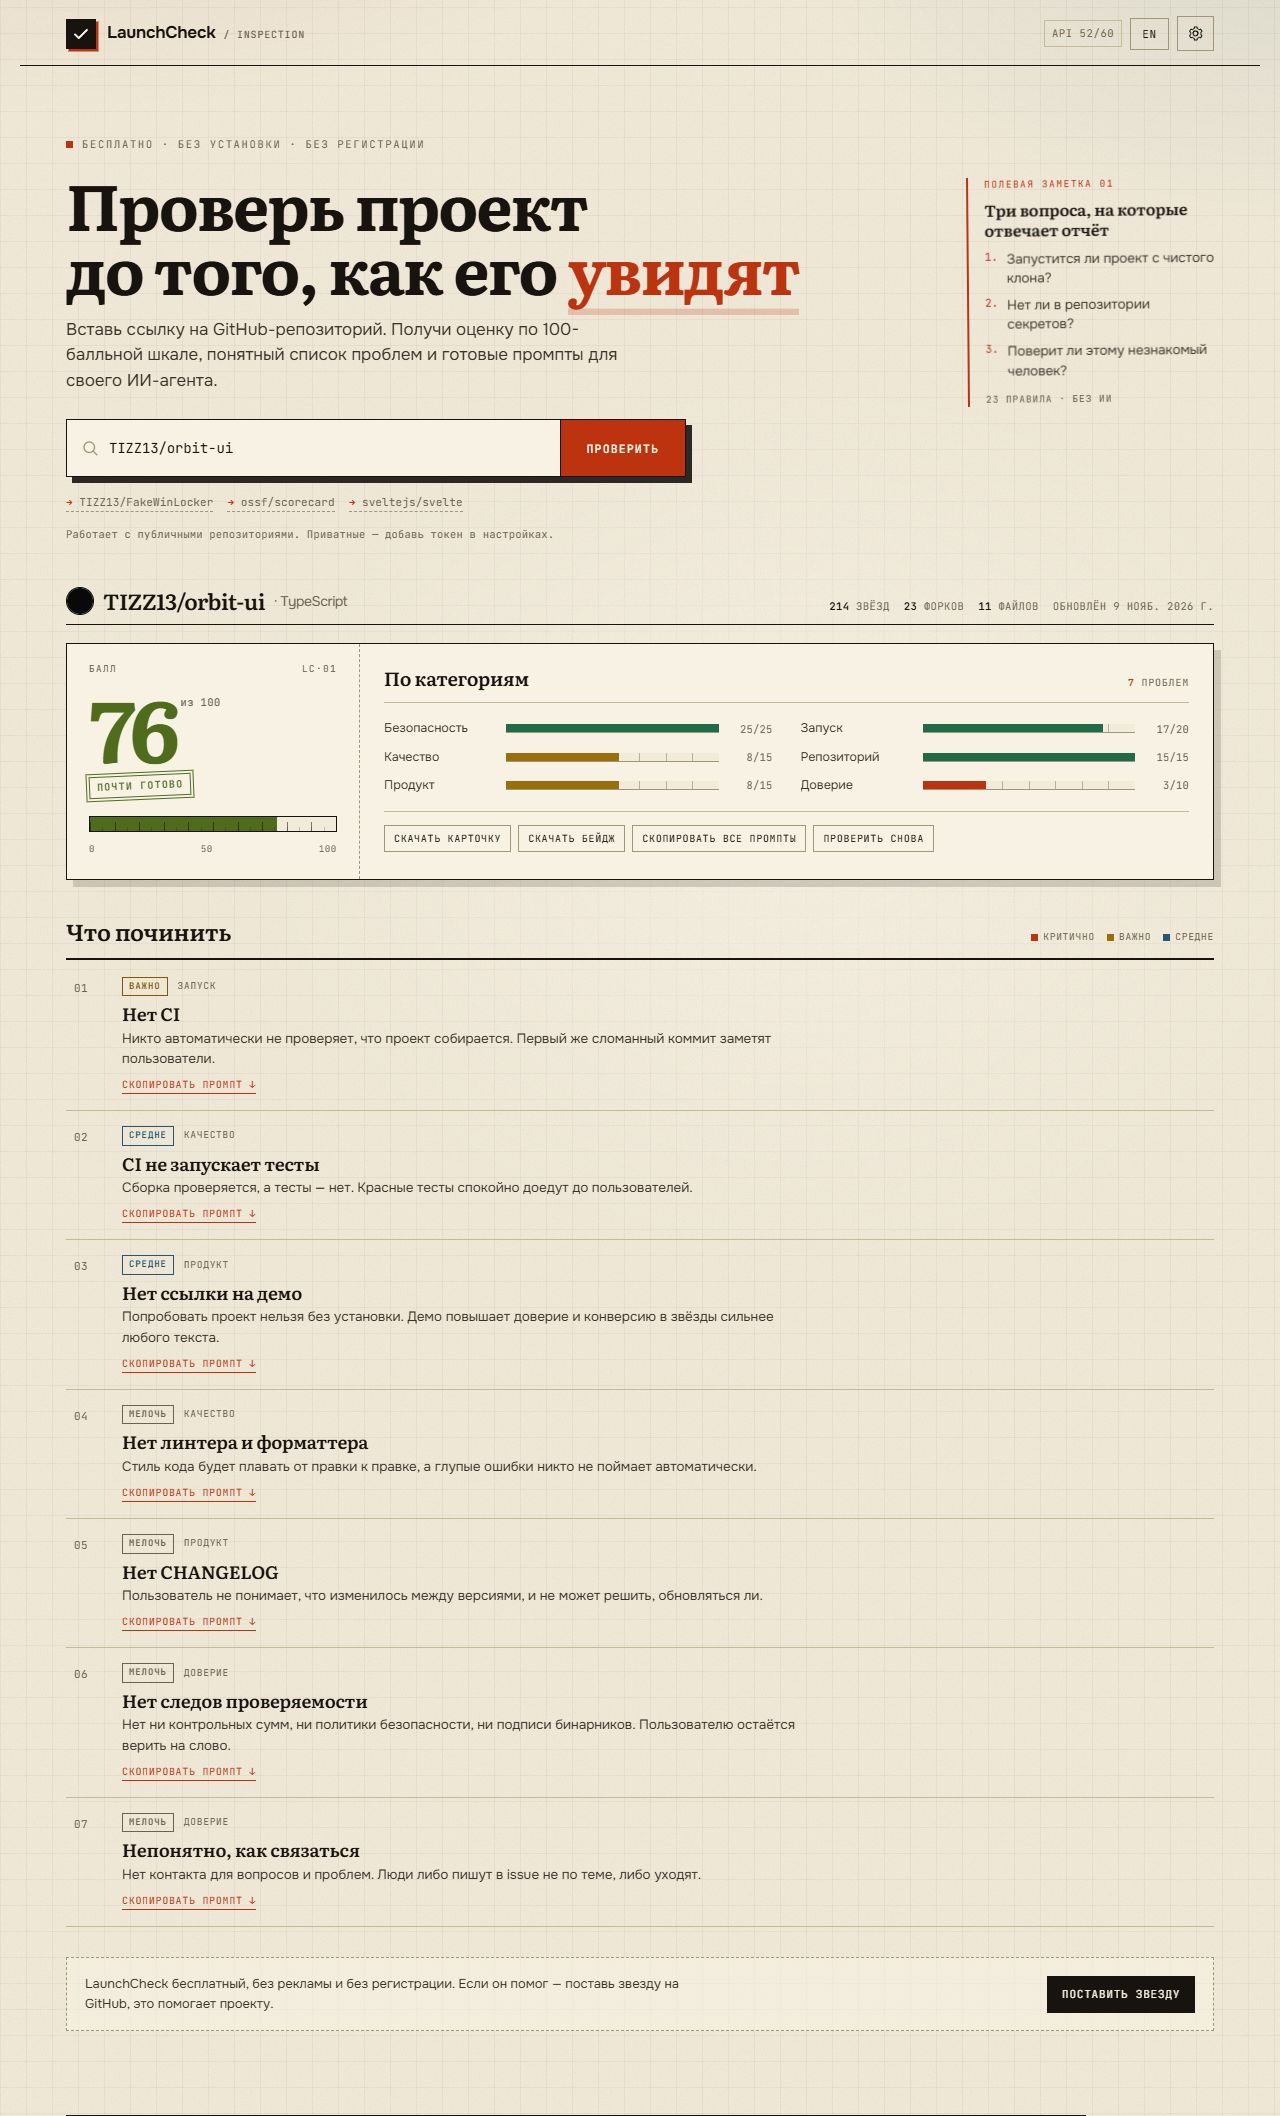 LaunchCheck / INSPECTION
API 52/60
EN
БЕСПЛАТНО · БЕЗ УСТАНОВКИ · БЕЗ РЕГИСТРАЦИИ
Проверь проект
до того, как его увидят
Вставь ссылку на GitHub-репозиторий. Получи оценку по 100-
балльной шкале, понятный список проблем и готовые промпты для
своего ИИ-агента.
ПОЛЕВАЯ ЗАМЕТКА 01
Три вопроса, на которые
отвечает отчёт
1. Запустится ли проект с чистого
клона?
2. Нет ли в репозитории
секретов?
3. Поверит ли этому незнакомый
человек?
23 ПРАВИЛА · БЕЗ ИИ
TIZZ13/orbit-ui
ПРОВЕРИТЬ
→ TIZZ13/FakeWinLocker → ossf/scorecard → sveltejs/svelte
Работает с публичными репозиториями. Приватные — добавь токен в настройках.
TIZZ13/orbit-ui · TypeScript
214 ЗВЁЗД 23 ФОРКОВ 11 ФАЙЛОВ ОБНОВЛЁН 9 НОЯБ. 2026 Г.
БАЛЛ
LC·01
76 из 100
ПОЧТИ ГОТОВО
0 50 100
По категориям
7 ПРОБЛЕМ
Безопасность 25/25
Запуск 17/20
Качество 8/15
Репозиторий 15/15
Продукт 8/15
Доверие 3/10
СКАЧАТЬ КАРТОЧКУ
СКАЧАТЬ БЕЙДЖ
СКОПИРОВАТЬ ВСЕ ПРОМПТЫ
ПРОВЕРИТЬ СНОВА
Что починить
КРИТИЧНО ВАЖНО СРЕДНЕ
01
ВАЖНО ЗАПУСК
Нет CI
Никто автоматически не проверяет, что проект собирается. Первый же сломанный коммит заметят
пользователи.
СКОПИРОВАТЬ ПРОМПТ ↓
02
СРЕДНЕ КАЧЕСТВО
CI не запускает тесты
Сборка проверяется, а тесты — нет. Красные тесты спокойно доедут до пользователей.
СКОПИРОВАТЬ ПРОМПТ ↓
03
СРЕДНЕ ПРОДУКТ
Нет ссылки на демо
Попробовать проект нельзя без установки. Демо повышает доверие и конверсию в звёзды сильнее
любого текста.
СКОПИРОВАТЬ ПРОМПТ ↓
04
МЕЛОЧЬ КАЧЕСТВО
Нет линтера и форматтера
Стиль кода будет плавать от правки к правке, а глупые ошибки никто не поймает автоматически.
СКОПИРОВАТЬ ПРОМПТ ↓
05
МЕЛОЧЬ ПРОДУКТ
Нет CHANGELOG
Пользователь не понимает, что изменилось между версиями, и не может решить, обновляться ли.
СКОПИРОВАТЬ ПРОМПТ ↓
06
МЕЛОЧЬ ДОВЕРИЕ
Нет следов проверяемости
Нет ни контрольных сумм, ни политики безопасности, ни подписи бинарников. Пользователю остаётся
верить на слово.
СКОПИРОВАТЬ ПРОМПТ ↓
07
МЕЛОЧЬ ДОВЕРИЕ
Непонятно, как связаться
Нет контакта для вопросов и проблем. Люди либо пишут в issue не по теме, либо уходят.
СКОПИРОВАТЬ ПРОМПТ ↓
LaunchCheck бесплатный, без рекламы и без регистрации. Если он помог — поставь звезду на
GitHub, это помогает проекту.
ПОСТАВИТЬ ЗВЕЗДУ